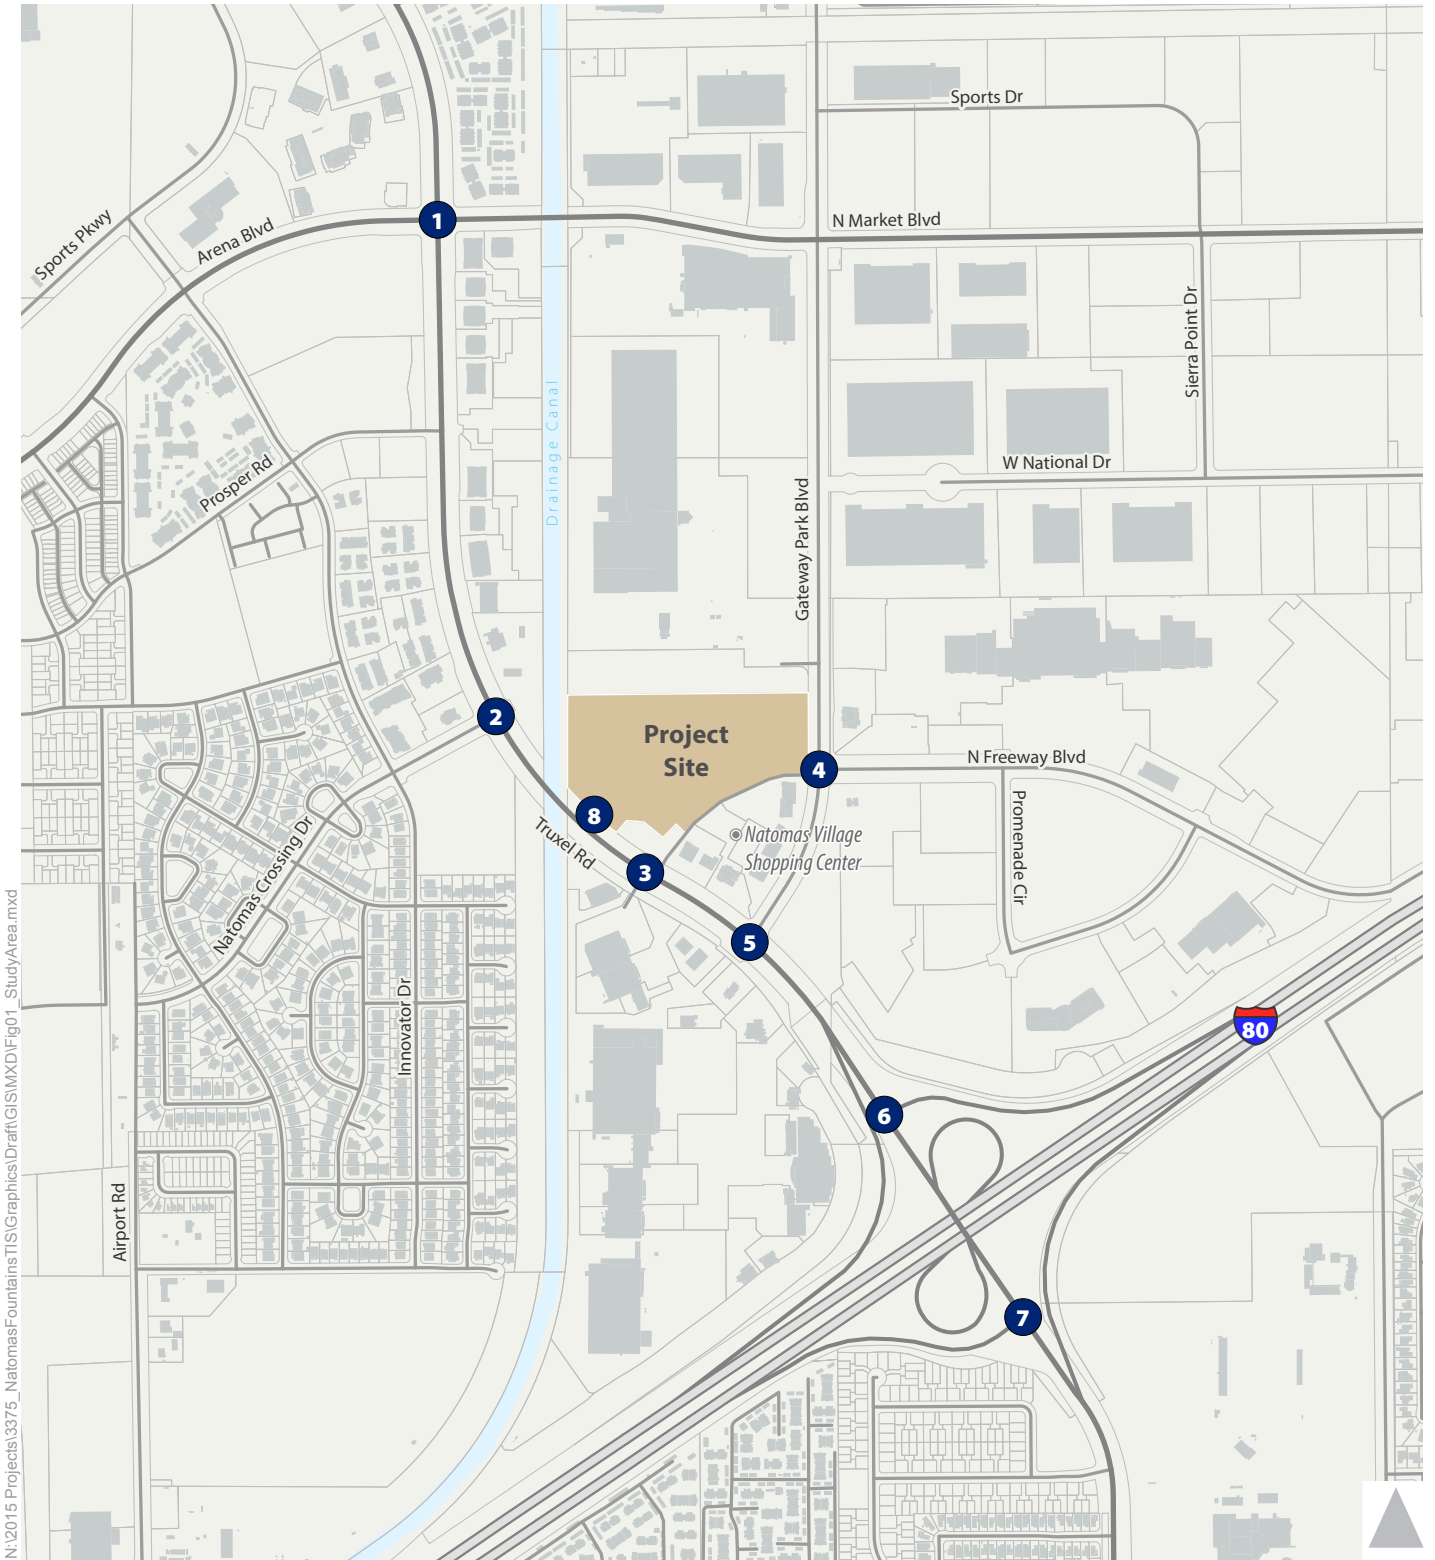 Sports Dr
N Market Blvd
1
Arena Blvd
Sports Pkwy
Sierra Point Dr
Drainage Canal
W National Dr
Prosper Rd
Gateway Park Blvd
2
Project
Site
4
N Freeway Blvd
8
Promenade Cir
Truxel Rd
Natomas Village
Shopping Center
3
Natomas Crossing Dr
5
Innovator Dr
80
6
Airport Rd
7
N:\2015 Projects\3375_NatomasFountainsTIS\Graphics\Draft\GIS\MXD\Fig01_StudyArea.mxd